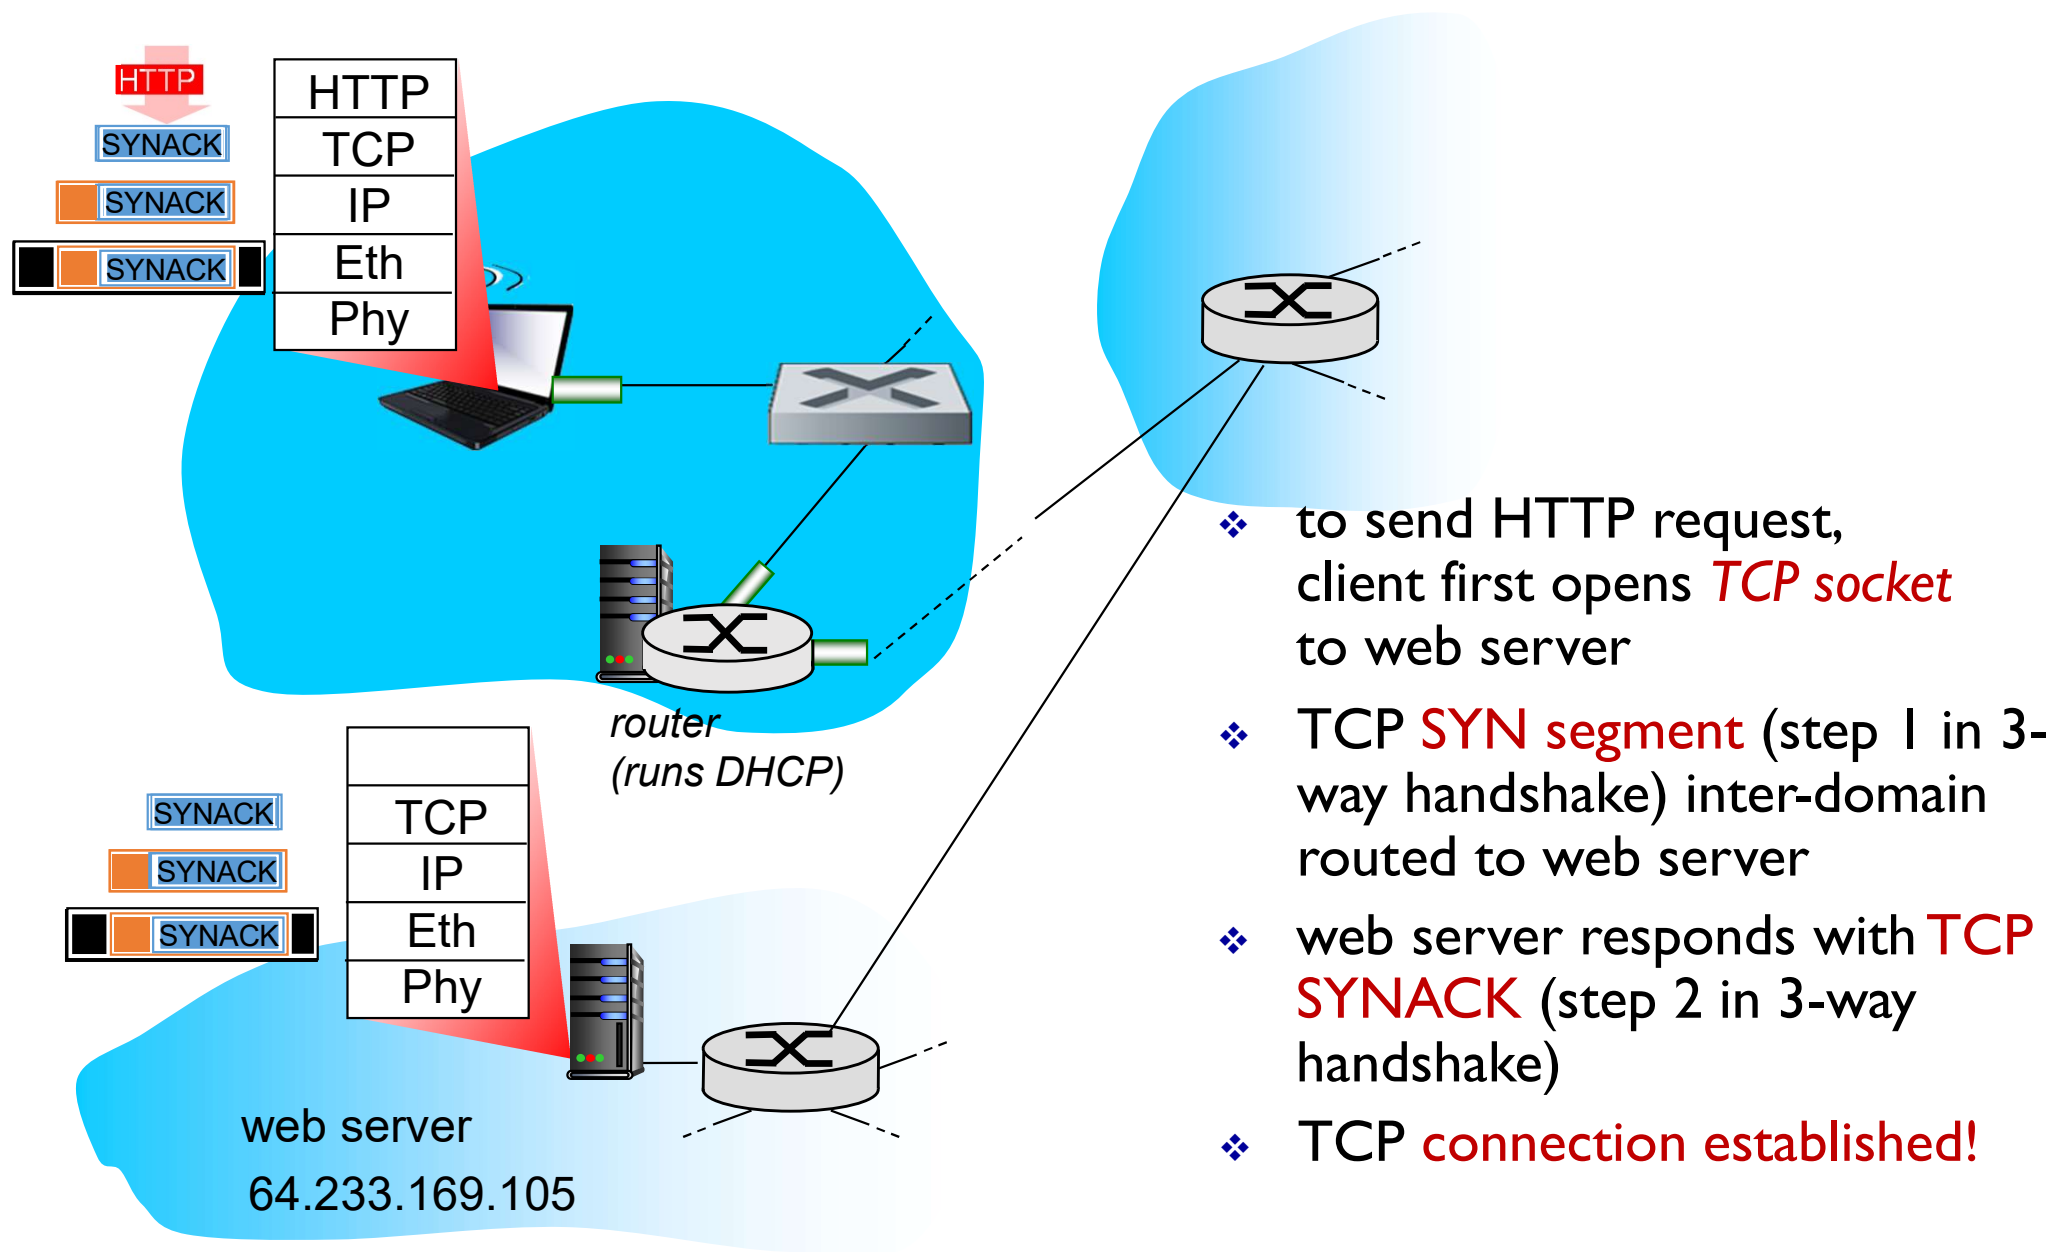 HTTP
SYNACK
SYNACK
SYNACK
HTTP
TCP
IP
Eth
Phy
router
(runs DHCP)
SYNACK
SYNACK
SYNACK
TCP
IP
Eth
Phy
web server
64.233.169.105
to send HTTP request,
client first opens TCP socket
to web server
TCP SYN segment (step 1 in 3-
way handshake) inter-domain
routed to web server
web server responds with TCP
SYNACK (step 2 in 3-way
handshake)
TCP connection established!